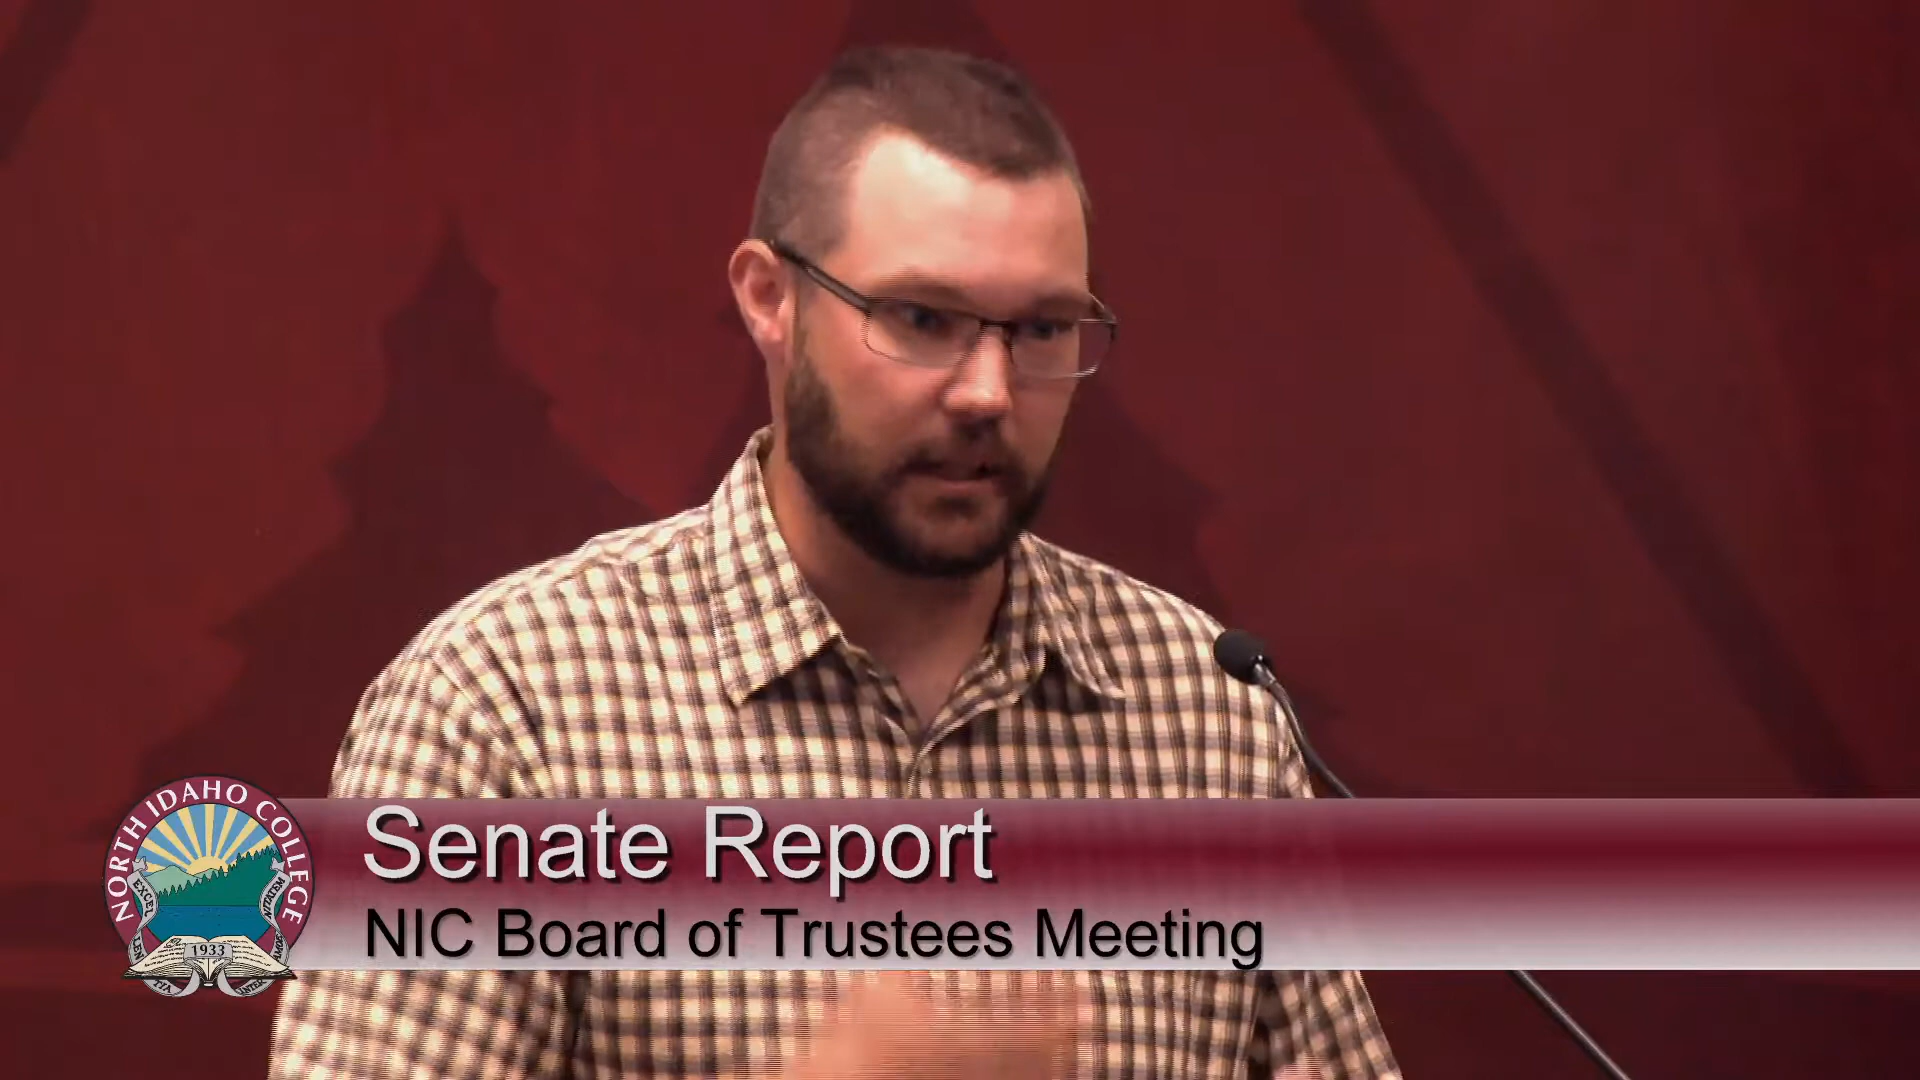 Senate Report
NIC Board of Trustees Meeting
NORTH IDAHO COLLEGE
1933